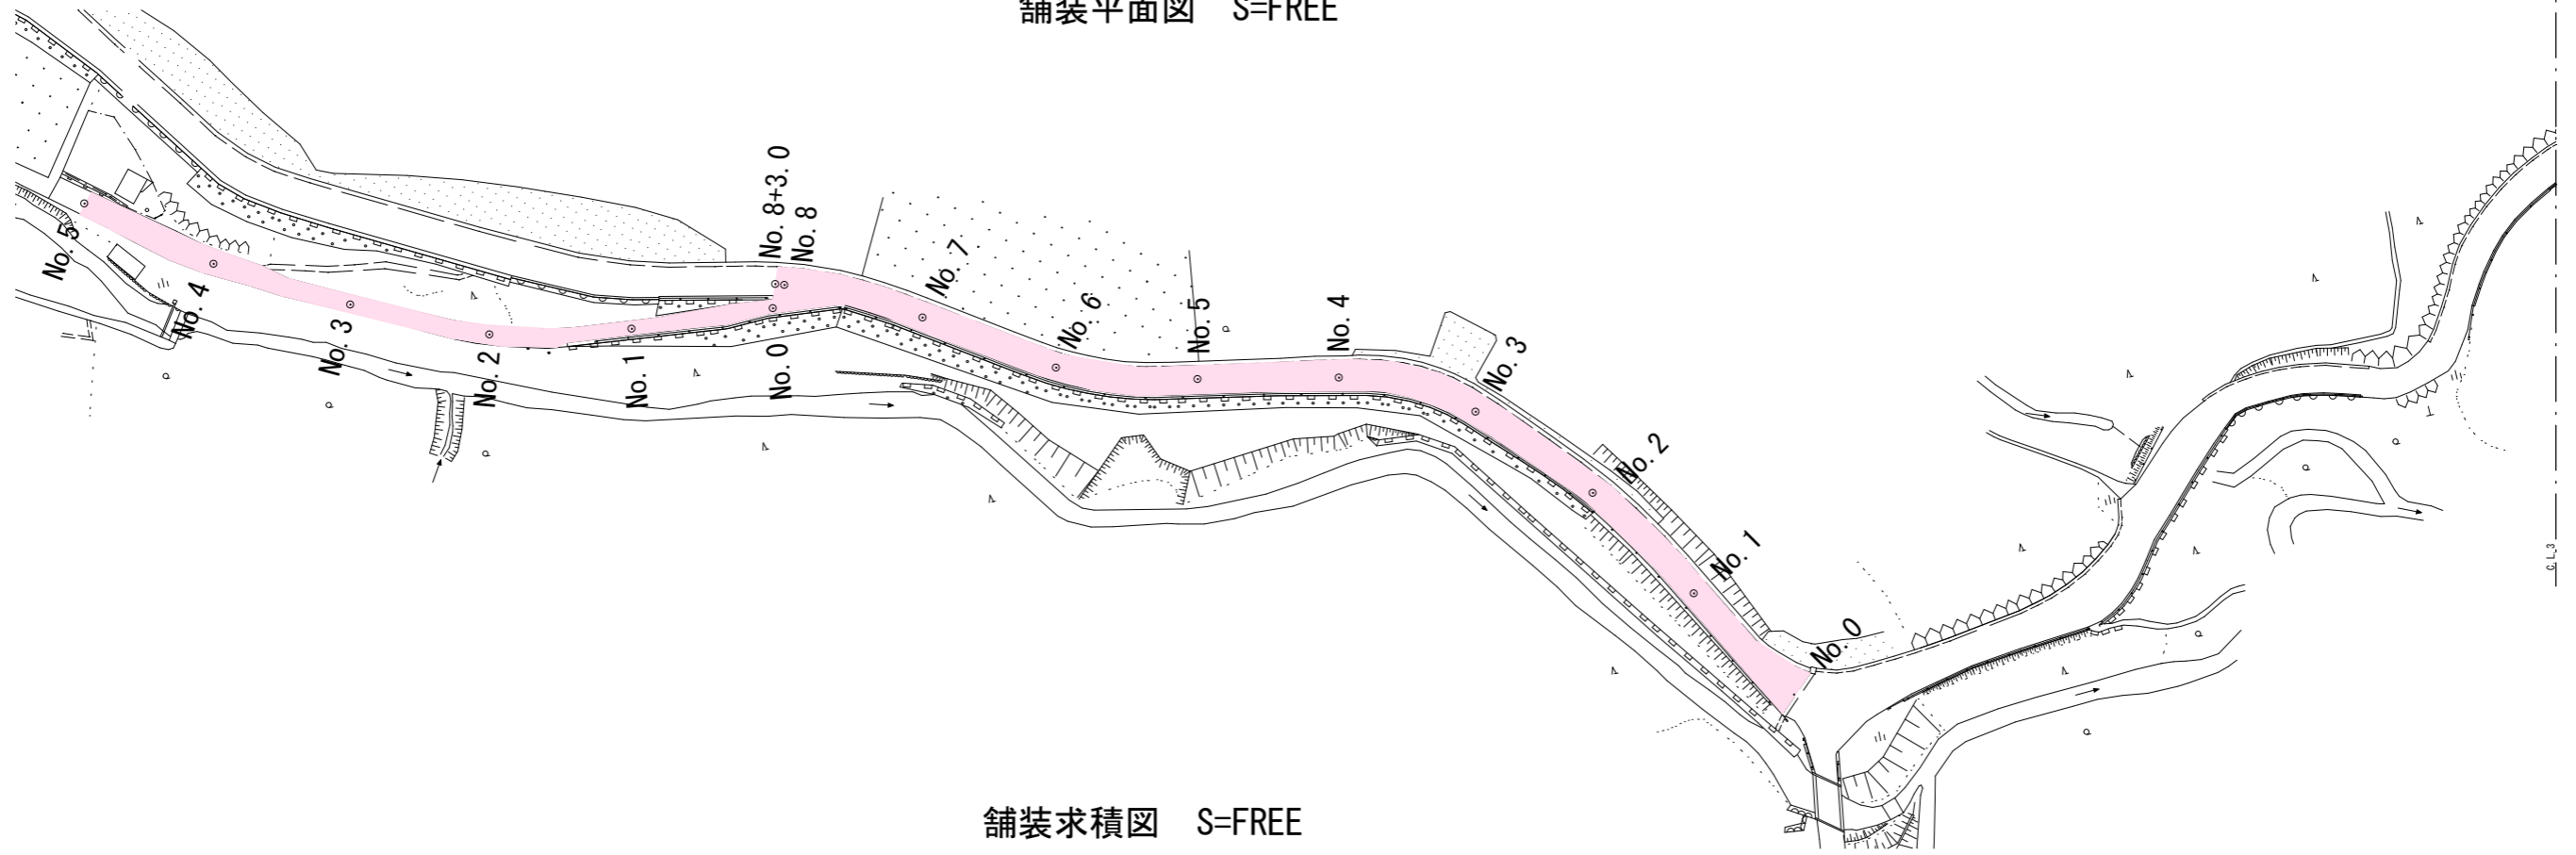 舗装平面図 S=FREE
No. 8+3.0
No. 8
No. 7
No. 6
No. 5
No. 4
No. 3
No. 2
No. 1
No. 0
No. 5
No. 4
No. 3
No. 2
No. 1
No. 0
C.L.3
舗装求積図 S=FREE